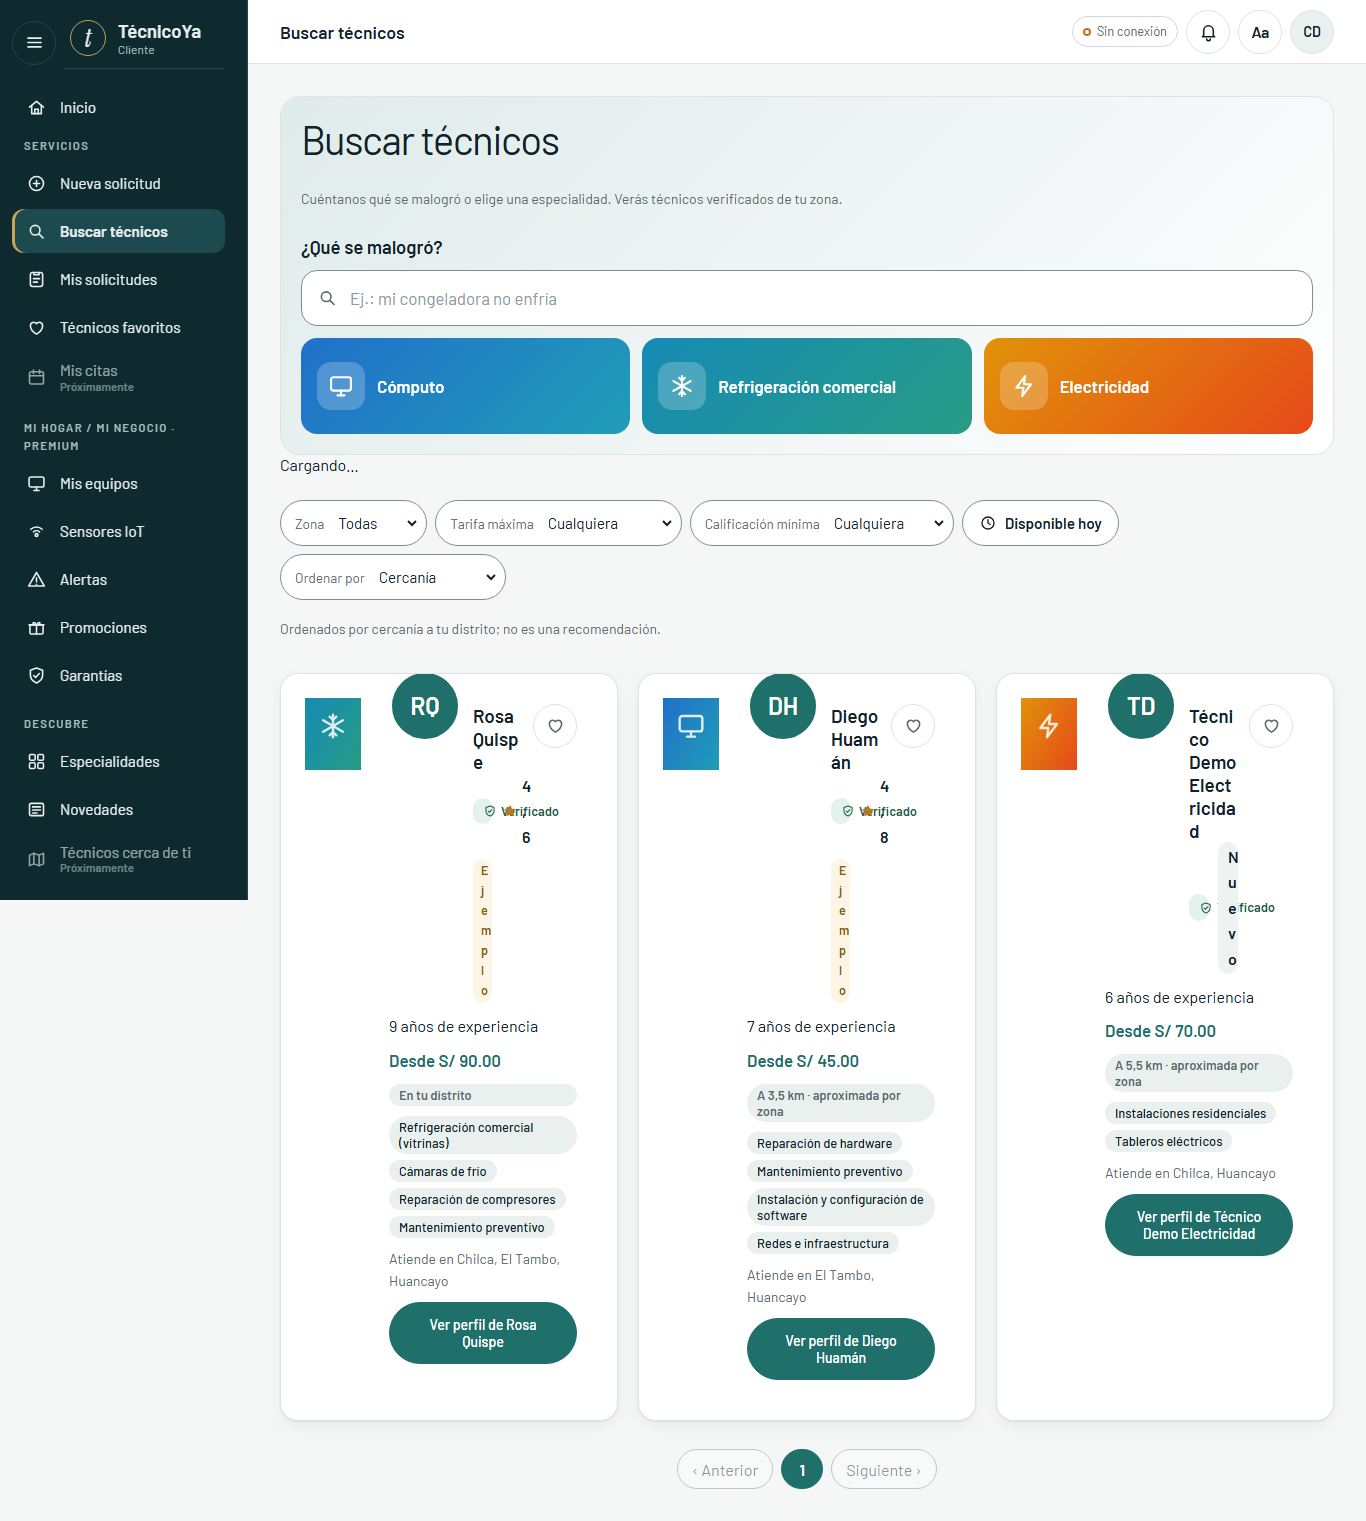 t
TécnicoYa
Cliente
Inicio
SERVICIOS
Nueva solicitud
Buscar técnicos
Mis solicitudes
Técnicos favoritos
Mis citas
Próximamente
MI HOGAR / MI NEGOCIO ·
PREMIUM
Mis equipos
Sensores IoT
Alertas
Promociones
Garantías
DESCUBRE
Especialidades
Novedades
Técnicos cerca de ti
Próximamente
Buscar técnicos
Sin conexión
Aa
CD
Buscar técnicos
Cuéntanos qué se malogró o elige una especialidad. Verás técnicos verificados de tu zona.
¿Qué se malogró?
Ej.: mi congeladora no enfría
Cómputo
Refrigeración comercial
Electricidad
Cargando...
Zona Todas
Tarifa máxima Cualquiera
Calificación mínima Cualquiera
Disponible hoy
Ordenar por Cercanía
Ordenados por cercanía a tu distrito; no es una recomendación.
RQ
Rosa
Quisp
e
Verificado
4
,
6
E
j
e
m
p
l
o
9 años de experiencia
Desde S/ 90.00
En tu distrito
Refrigeración comercial
(vitrinas)
Cámaras de frío
Reparación de compresores
Mantenimiento preventivo
Atiende en Chilca, El Tambo,
Huancayo
Ver perfil de Rosa
Quispe
DH
Diego
Huam
án
Verificado
4
,
8
E
j
e
m
p
l
o
7 años de experiencia
Desde S/ 45.00
A 3,5 km · aproximada por
zona
Reparación de hardware
Mantenimiento preventivo
Instalación y configuración de
software
Redes e infraestructura
Atiende en El Tambo,
Huancayo
Ver perfil de Diego
Huamán
TD
Técni
co
Demo
Elect
ricida
d
ficado
N
u
e
v
o
6 años de experiencia
Desde S/ 70.00
A 5,5 km · aproximada por
zona
Instalaciones residenciales
Tableros eléctricos
Atiende en Chilca, Huancayo
Ver perfil de Técnico
Demo Electricidad
‹ Anterior
1
Siguiente ›